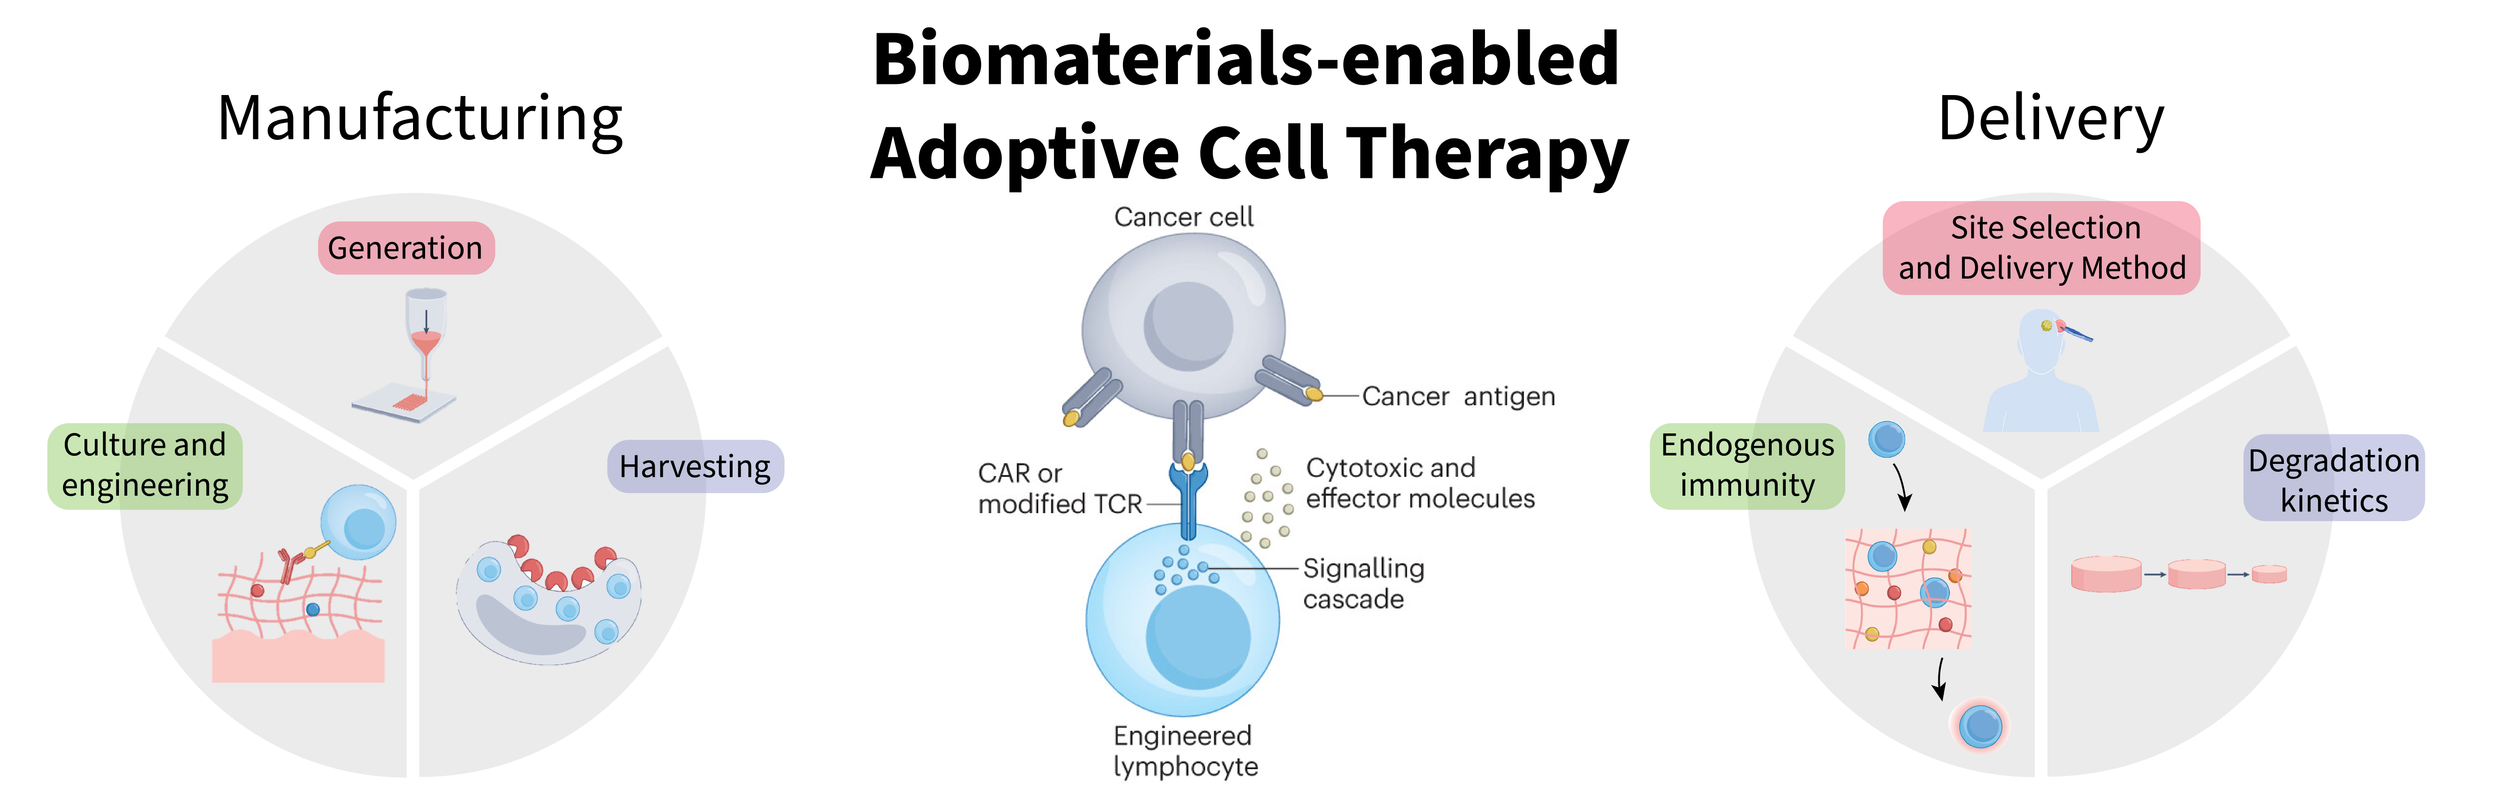 Biomaterials-enabled
Adoptive Cell Therapy
Manufacturing
Generation
Culture and
engineering
Harvesting
Cancer cell
Cancer antigen
CAR or
modified TCR
Cytotoxic and
effector molecules
Signalling
cascade
Engineered
lymphocyte
Delivery
Site Selection
and Delivery Method
Endogenous
immunity
Degradation
kinetics